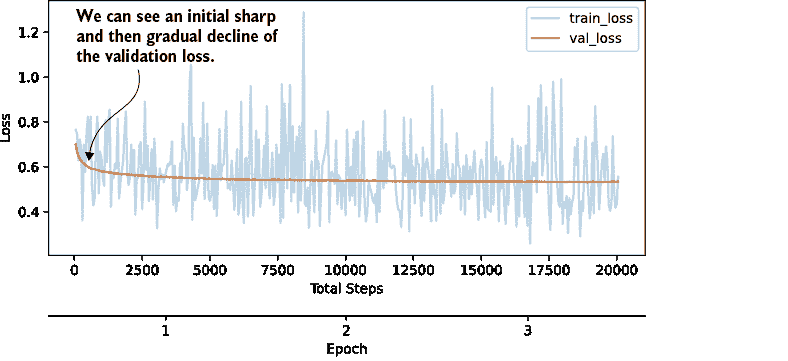 We can see an initial sharp
and then gradual decline of
the validation loss.
train_loss
val_loss
1.2
1.0
0.8
0.6
0.4
Loss
0 2500 5000 7500 10000 12500 15000 17500 20000
Total Steps
1 2 3
Epoch